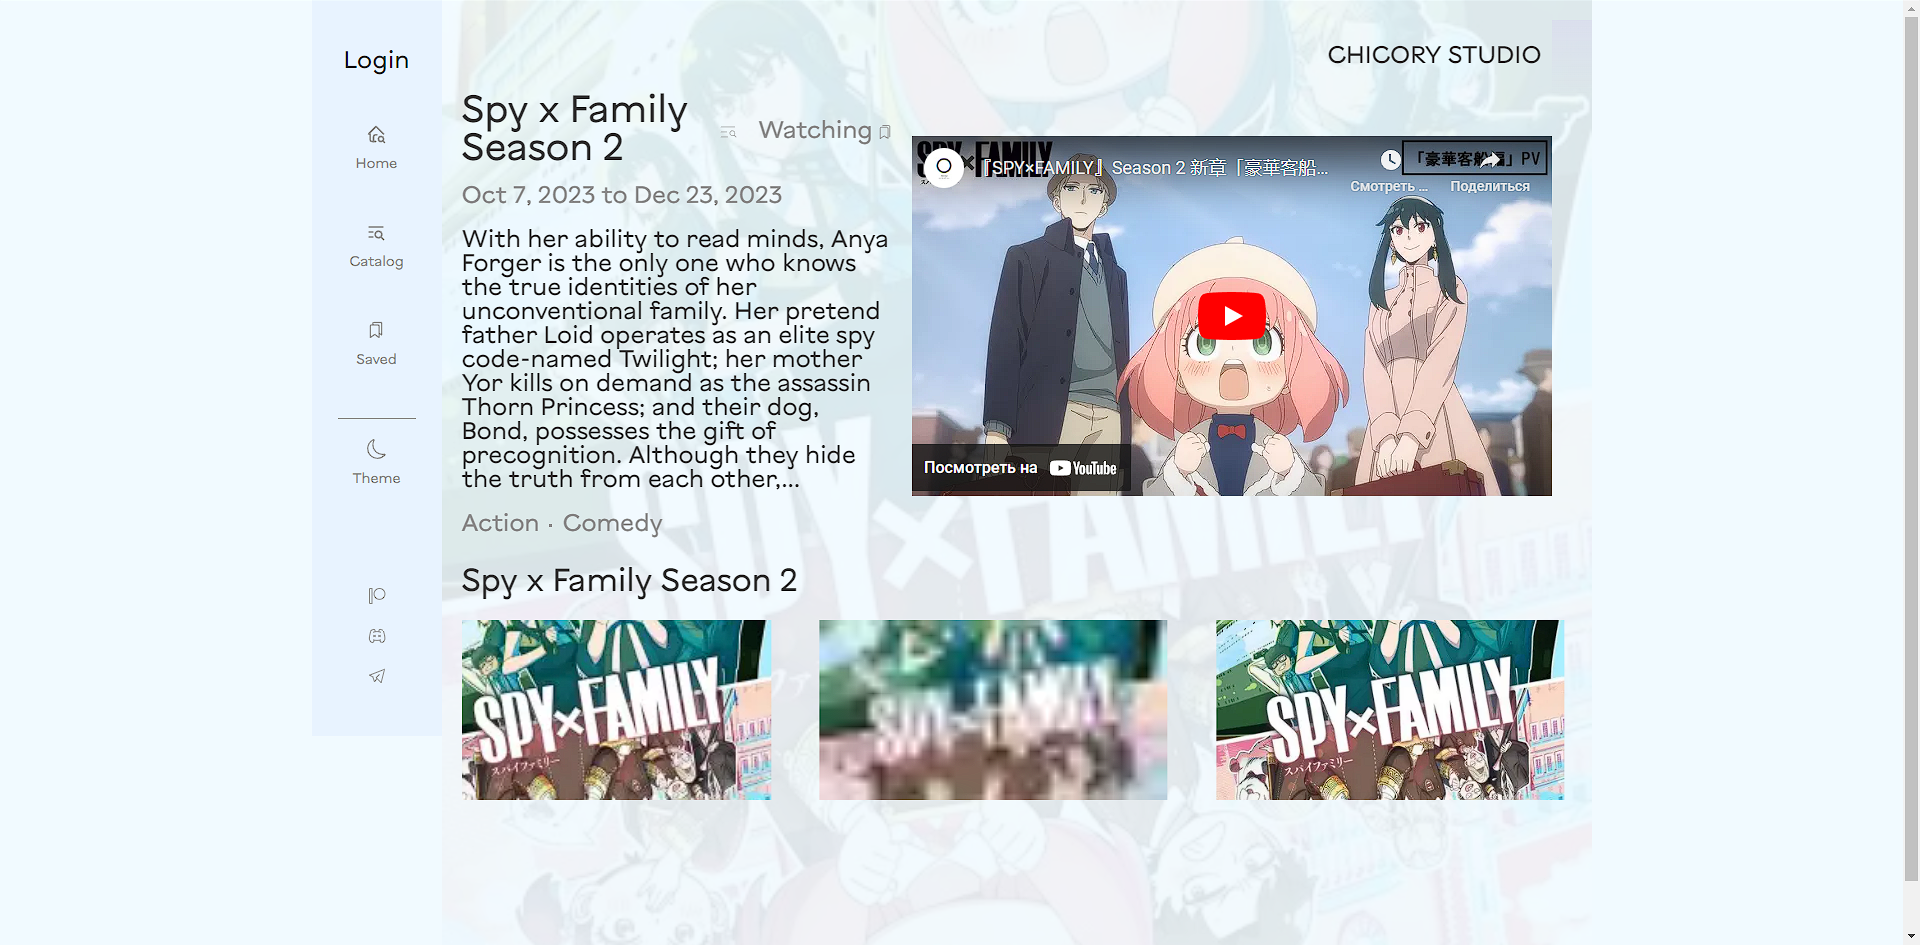 Login
Home
Catalog
Saved
Theme
CHICORY STUDIO
Spy x Family
Season 2
Watching
Oct 7, 2023 to Dec 23, 2023
With her ability to read minds, Anya
Forger is the only one who knows
the true identities of her
unconventional family. Her pretend
father Loid operates as an elite spy
code-named Twilight; her mother
Yor kills on demand as the assassin
Thorn Princess; and their dog,
Bond, possesses the gift of
precognition. Although they hide
the truth from each other,...
Action · Comedy
SPY×FAMILY
『SPY×FAMILY』Season 2 新章「豪華客船...
「豪華客船編」PV
Смотреть ...
Поделиться
Посмотреть на YouTube
SPY×FAMILY
Spy x Family Season 2
SPY×FAMILY
スパイファミリー
SPY×FAMILY
SPY×FAMILY
スパイファミリー